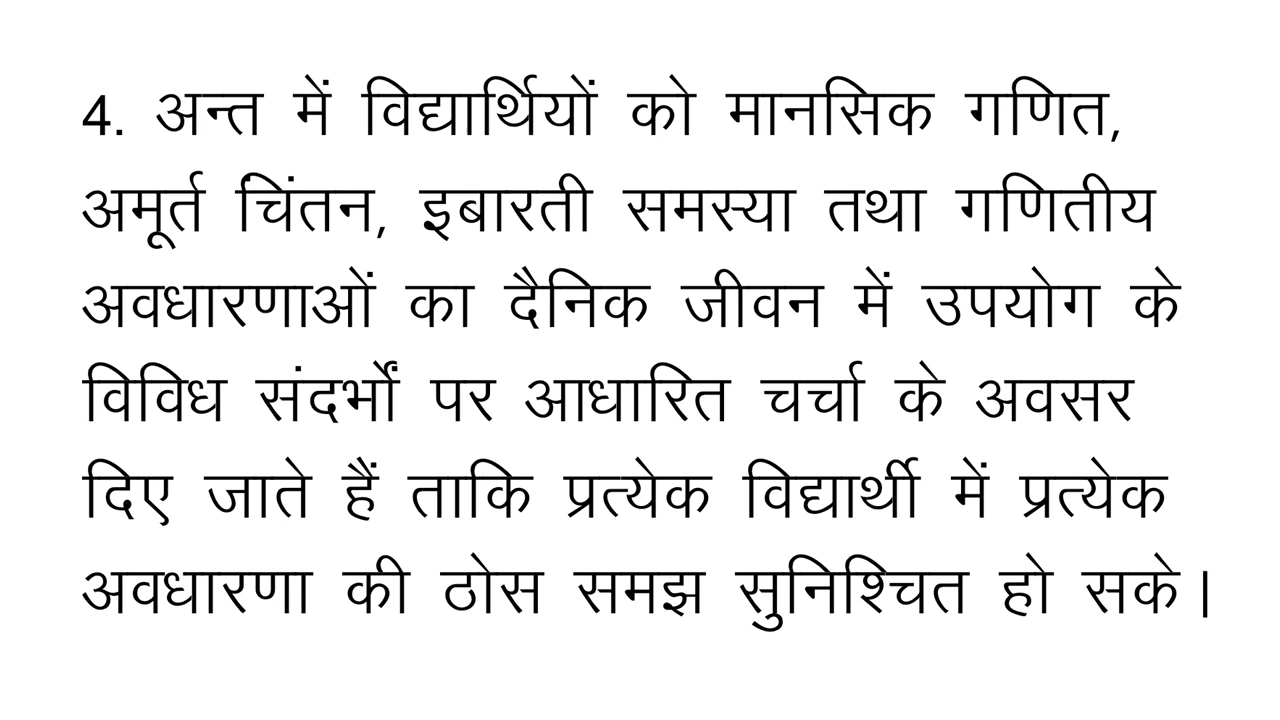 4. अन्त में विद्यार्थियों को मानसिक गणित,
अमूर्त चिंतन, इबारती समस्या तथा गणितीय
अवधारणाओं का दैनिक जीवन में उपयोग के
विविध संदर्भों पर आधारित चर्चा के अवसर
दिए जाते हैं ताकि प्रत्येक विद्यार्थी में प्रत्येक
अवधारणा की ठोस समझ सुनिश्चित हो सके |